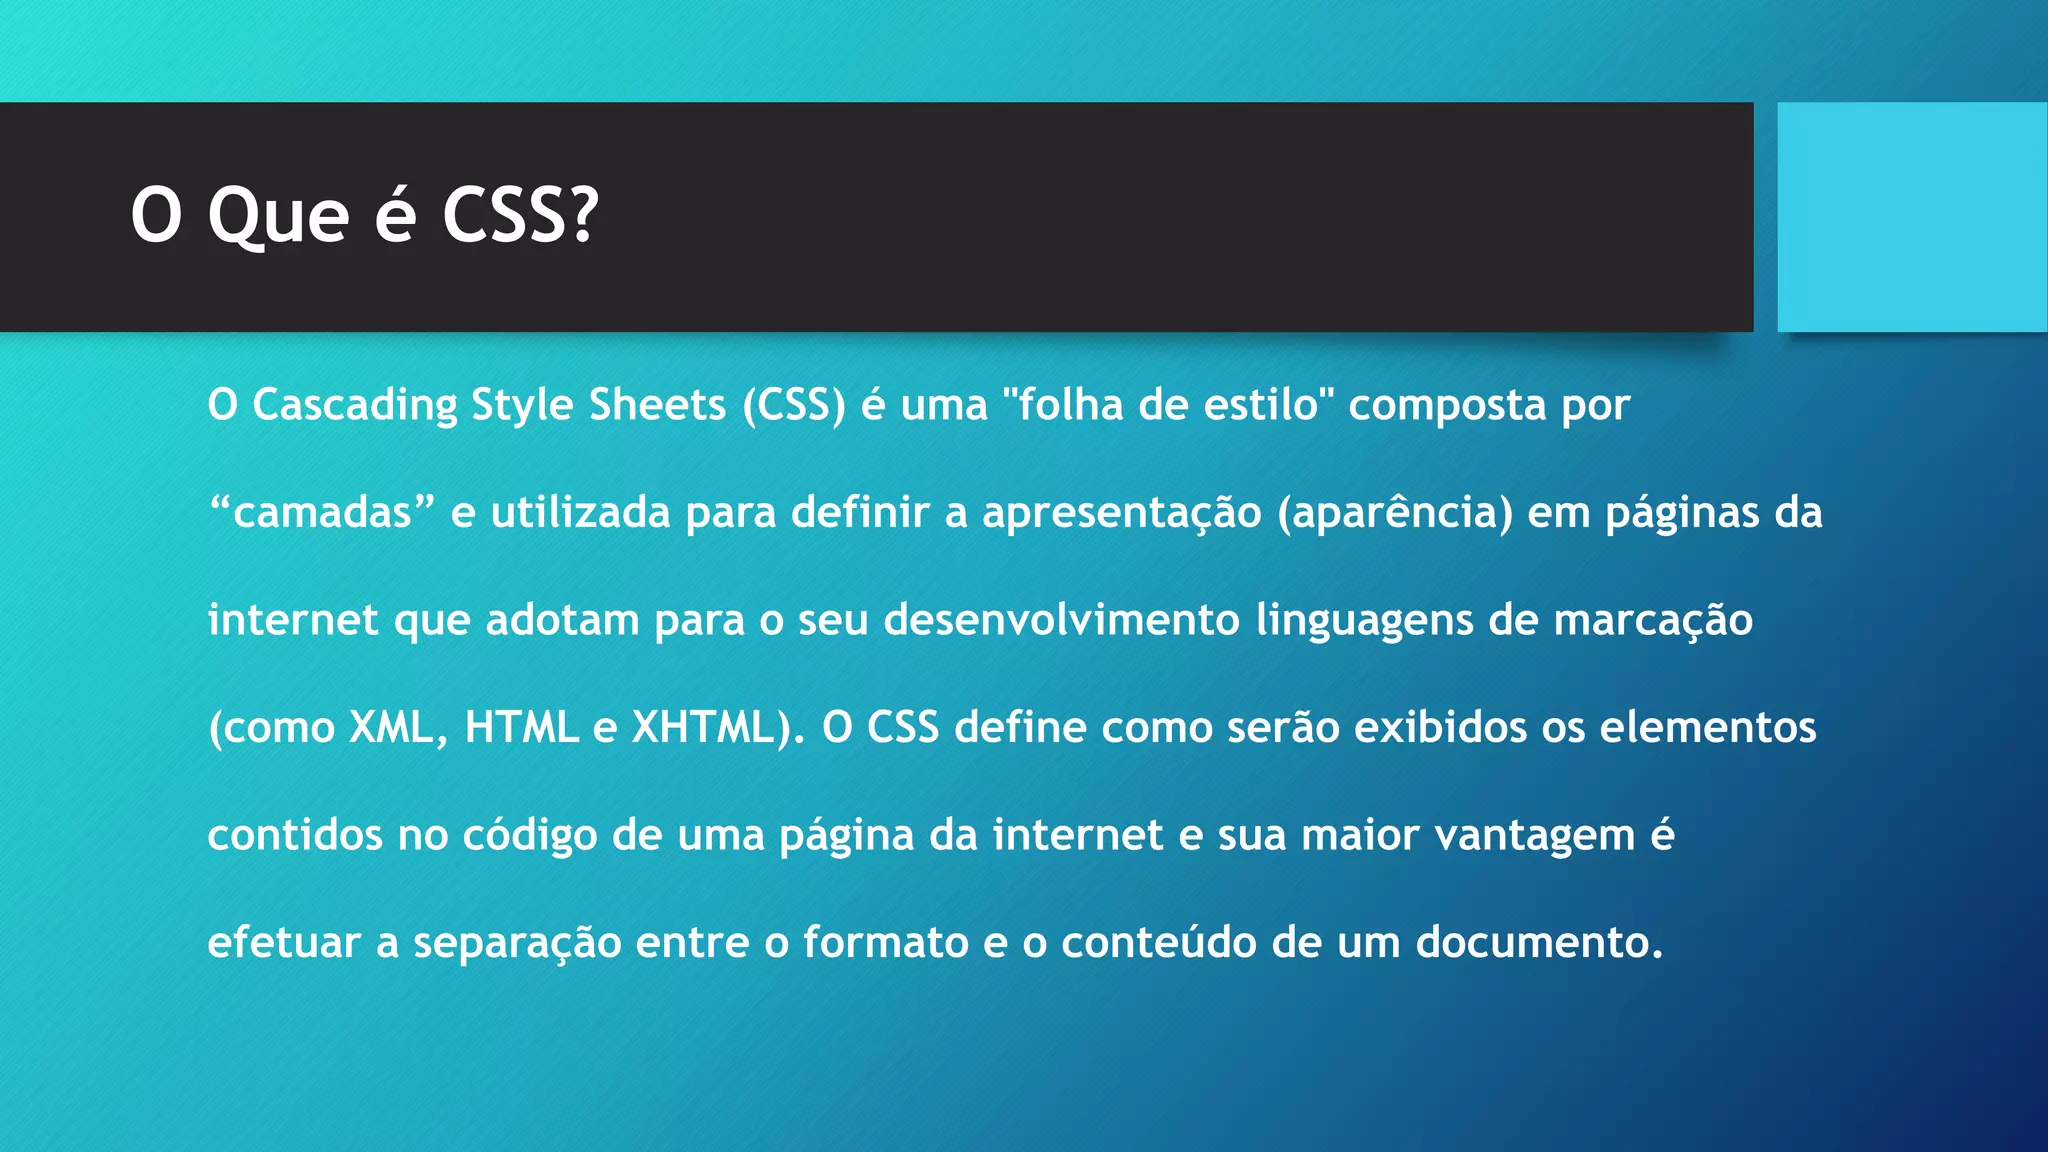 O Que é CSS?
O Cascading Style Sheets (CSS) é uma "folha de estilo" composta por
“camadas” e utilizada para definir a apresentação (aparência) em páginas da
internet que adotam para o seu desenvolvimento linguagens de marcação
(como XML, HTML e XHTML). O CSS define como serão exibidos os elementos
contidos no código de uma página da internet e sua maior vantagem é
efetuar a separação entre o formato e o conteúdo de um documento.